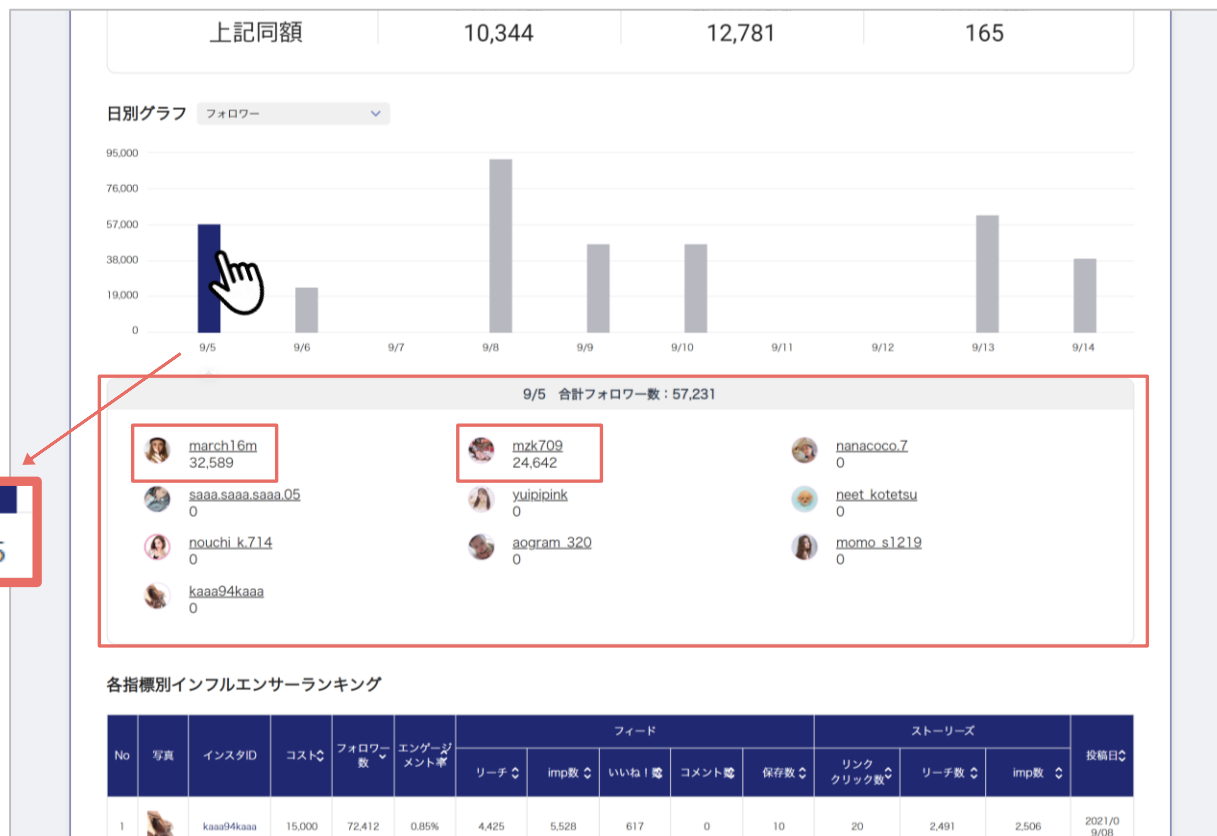 上記同額 10,344 12,781 165
日別グラフ フォロワー
95,000
76,000
57,000
38,000
19,000
0
9/5 9/6 9/7 9/8 9/9 9/10 9/11 9/12 9/13 9/14
9/5 合計フォロワー数：57,231
march16m
32,589
mzk709
24,642
nanacoco.7
0
saaa.saaa.saaa.05
0
yuipipink
0
neet_kotetsu
0
nouchi_k.714
0
aogram_320
0
momo_s1219
0
kaaa94kaaa
0
各指標別インフルエンサーランキング
No 写真 インスタID コスト フォロワー数 エンゲージメント率 フィード ストーリーズ 投稿日
リーチ imp数 いいね！数 コメント数 保存数 リンククリック数 リーチ数 imp数
1 kaaa94kaaa 15,000 72,412 0.85% 4,425 5,528 617 0 10 20 2,491 2,506 2021/09/08